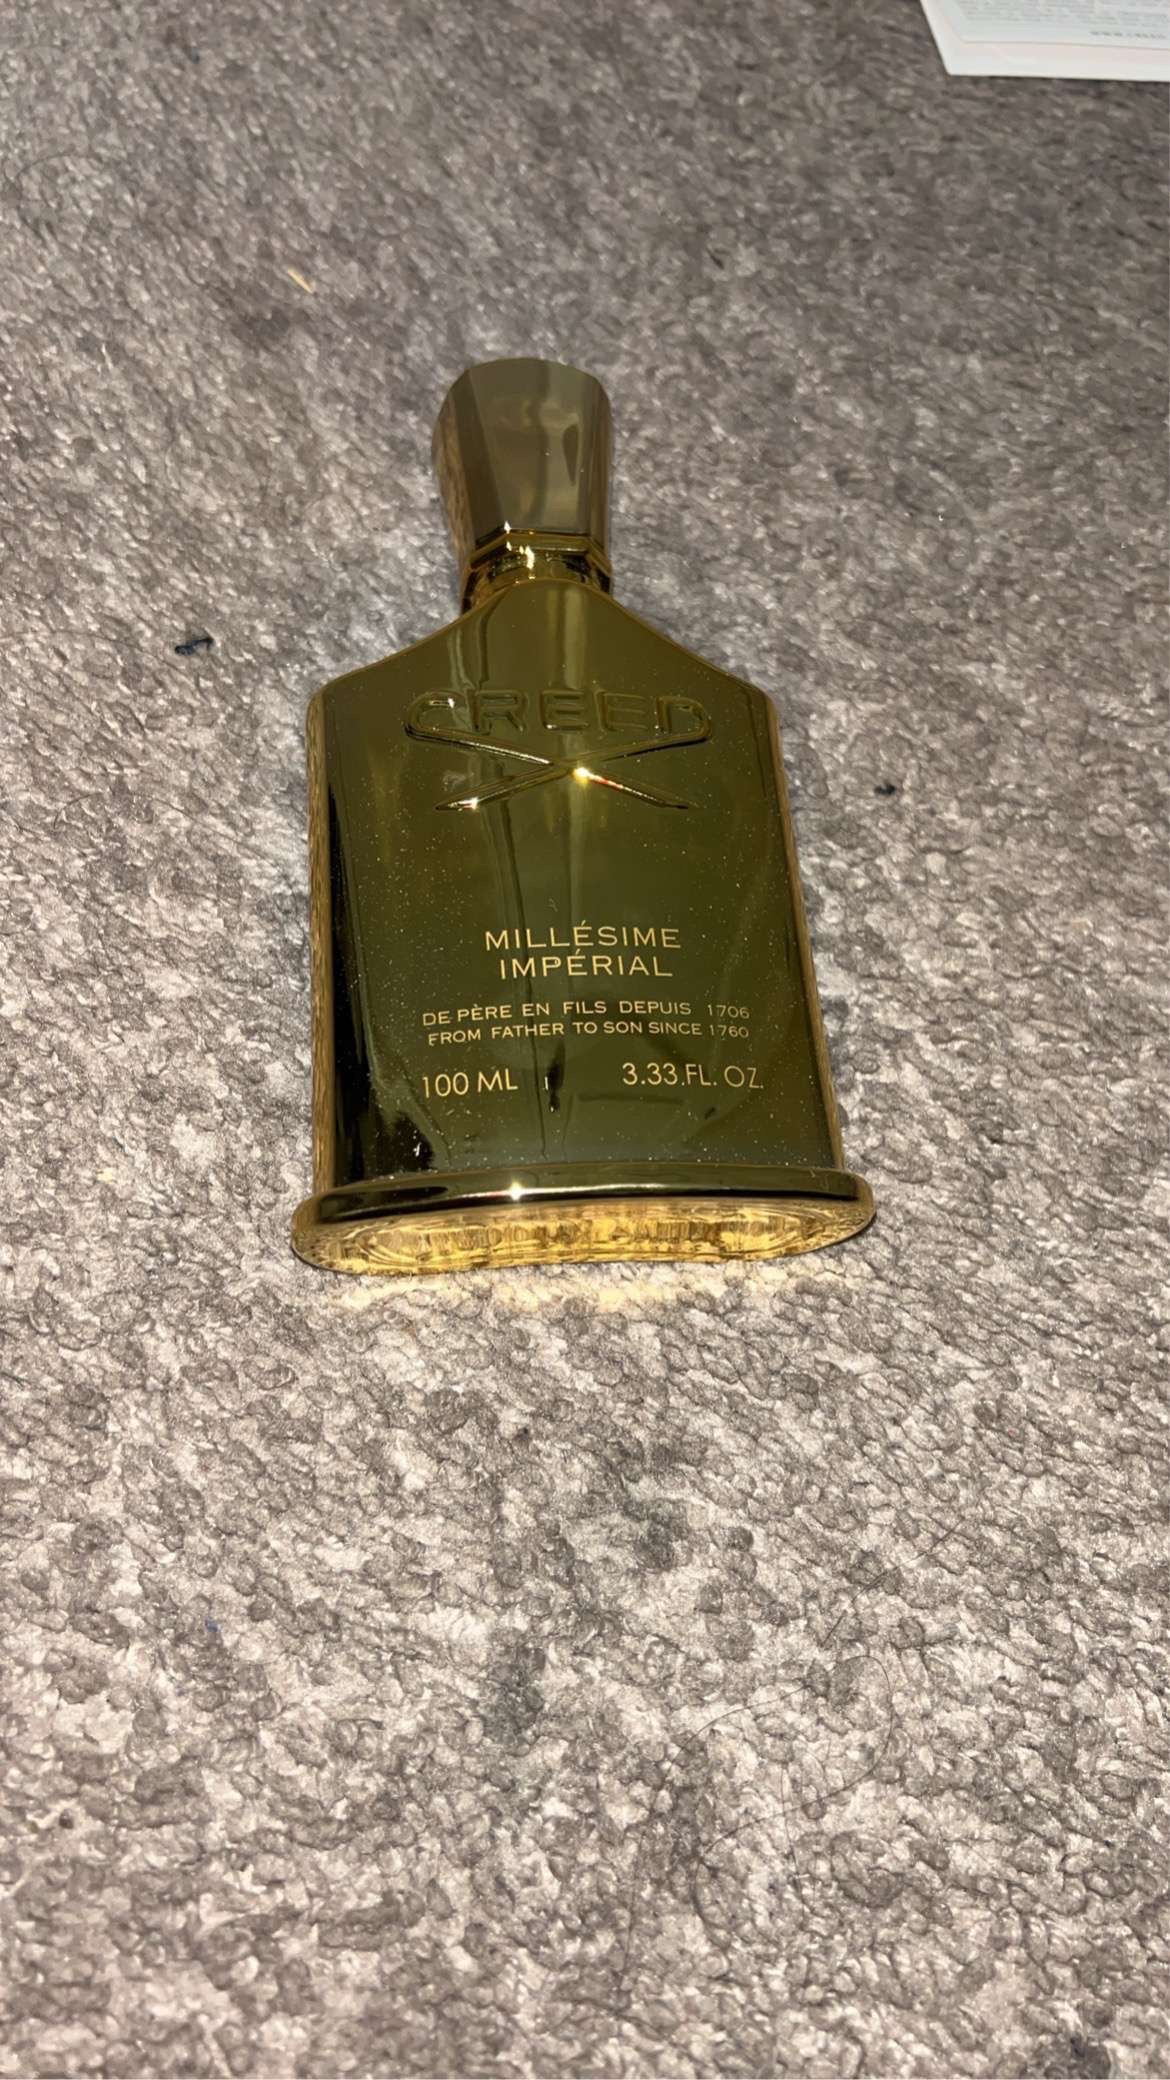 CREED
MILLÉSIME
IMPÉRIAL
DE PÈRE EN FILS DEPUIS 1706
FROM FATHER TO SON SINCE 1760
100 ML 3.33.FL. OZ.